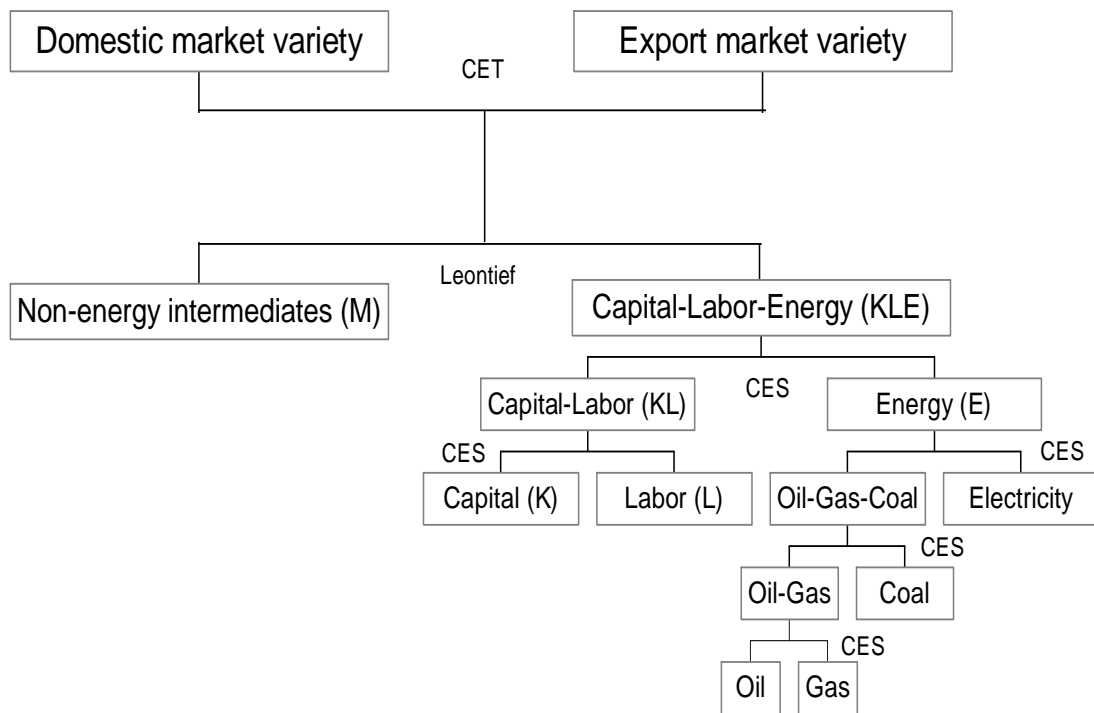 Domestic market variety
Export market variety
CET
Leontief
Non-energy intermediates (M)
Capital-Labor-Energy (KLE)
CES
Capital-Labor (KL)
Energy (E)
CES
CES
Capital (K)
Labor (L)
Oil-Gas-Coal
Electricity
CES
Oil-Gas
Coal
CES
Oil
Gas